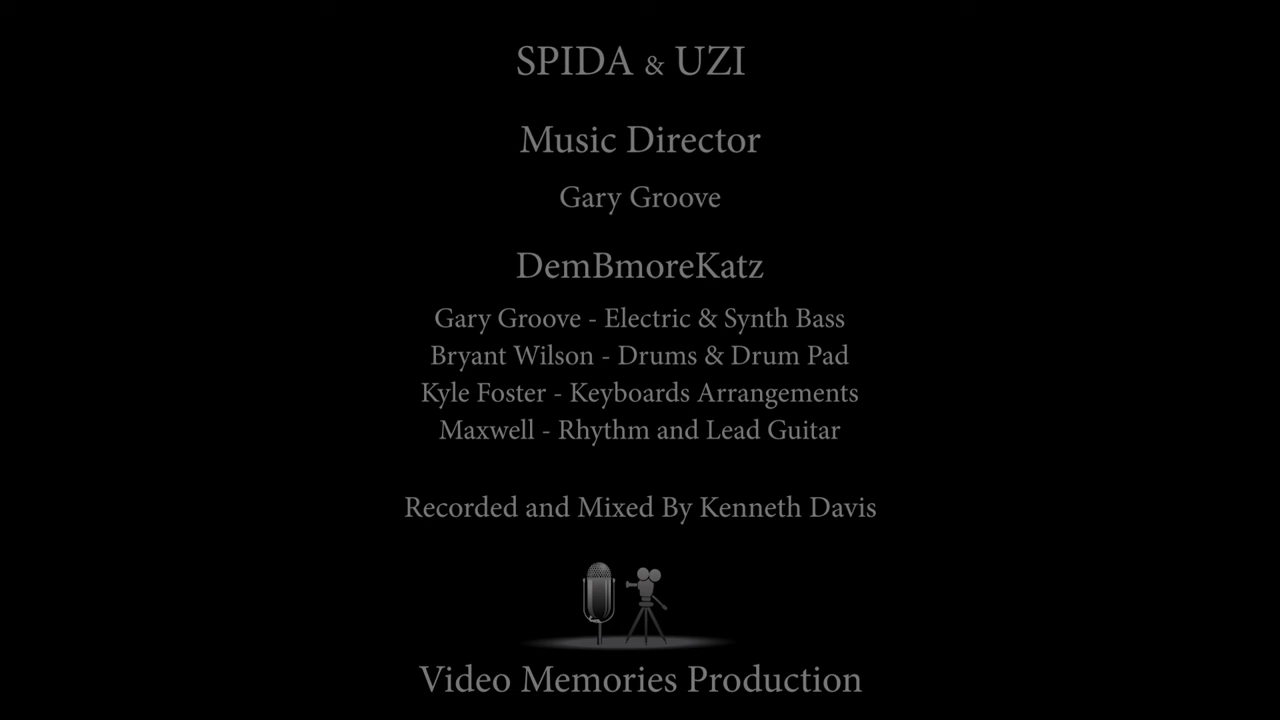 SPIDA & UZI
Music Director
Gary Groove
DemBmoreKatz
Gary Groove - Electric & Synth Bass
Bryant Wilson - Drums & Drum Pad
Kyle Foster - Keyboards Arrangements
Maxwell - Rhythm and Lead Guitar
Recorded and Mixed By Kenneth Davis
Video Memories Production